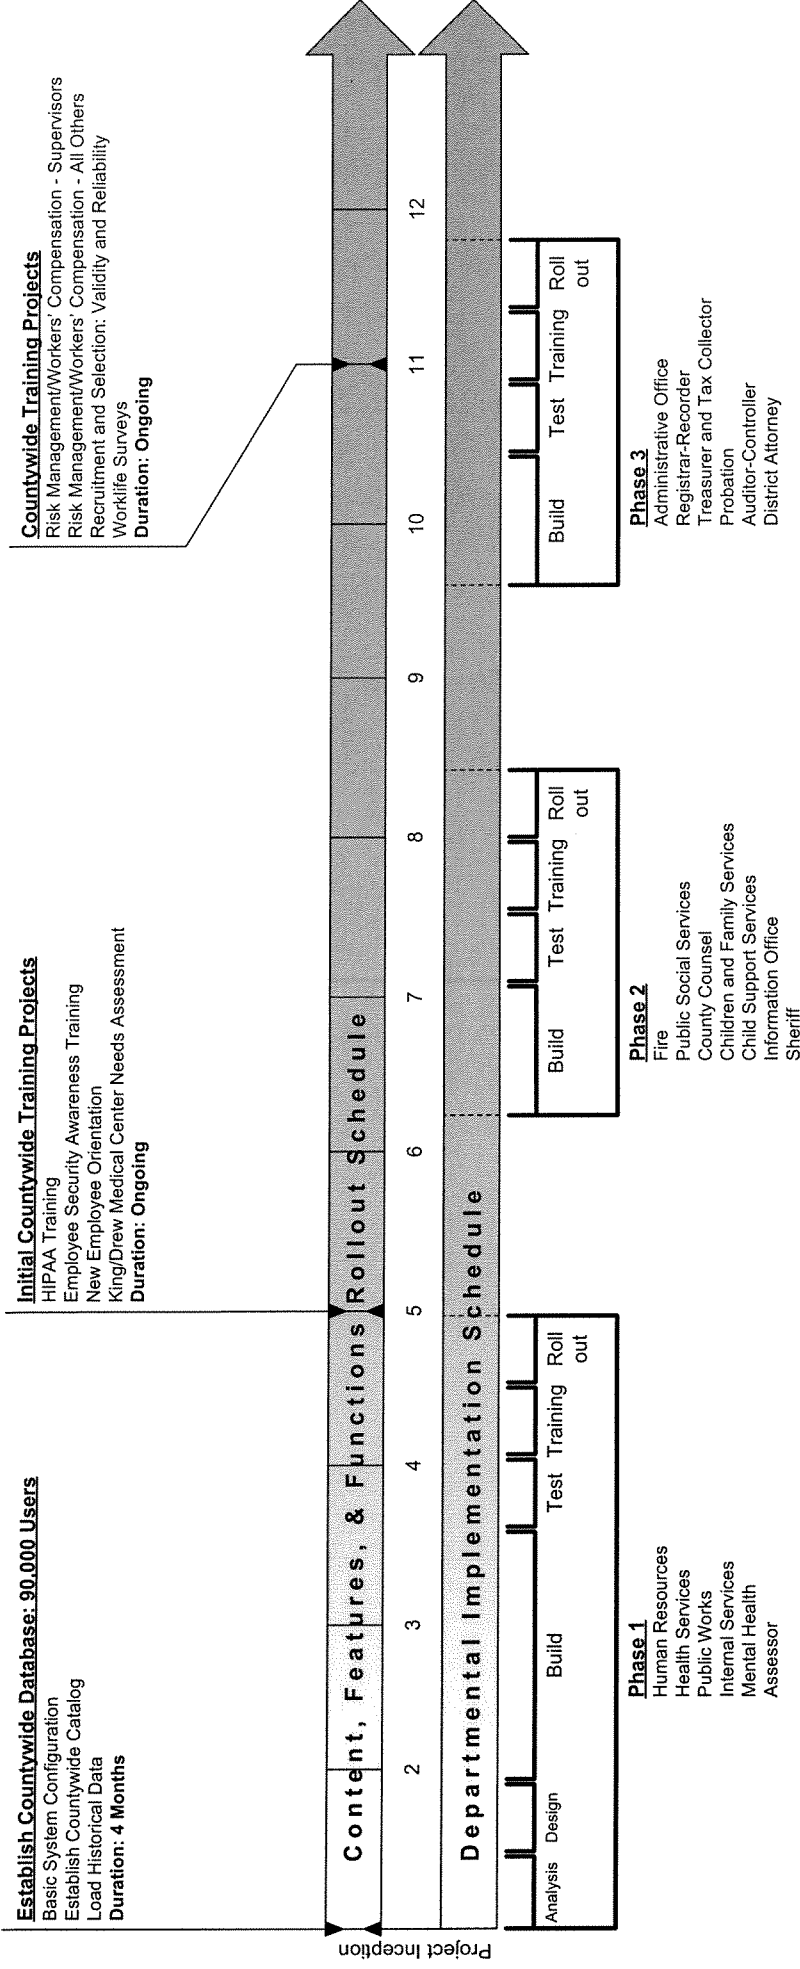 Establish Countywide Database: 90,000 Users
Basic System Configuration
Establish Countywide Catalog
Load Historical Data
Duration: 4 Months
Initial Countywide Training Projects
HIPAA Training
Employee Security Awareness Training
New Employee Orientation
King/Drew Medical Center Needs Assessment
Duration: Ongoing
Countywide Training Projects
Risk Management/Workers' Compensation - Supervisors
Risk Management/Workers' Compensation - All Others
Recruitment and Selection: Validity and Reliability
Worklife Surveys
Duration: Ongoing
Project Inception
Content, Features, & Functions Rollout Schedule
2 3 4 5 6 7 8 9 10 11 12
Departmental Implementation Schedule
Analysis Design Build Test Training Roll out
Build Test Training Roll out
Build Test Training Roll out
Phase 1
Human Resources
Health Services
Public Works
Internal Services
Mental Health
Assessor
Phase 2
Fire
Public Social Services
County Counsel
Children and Family Services
Child Support Services
Information Office
Sheriff
Phase 3
Administrative Office
Registrar-Recorder
Treasurer and Tax Collector
Probation
Auditor-Controller
District Attorney